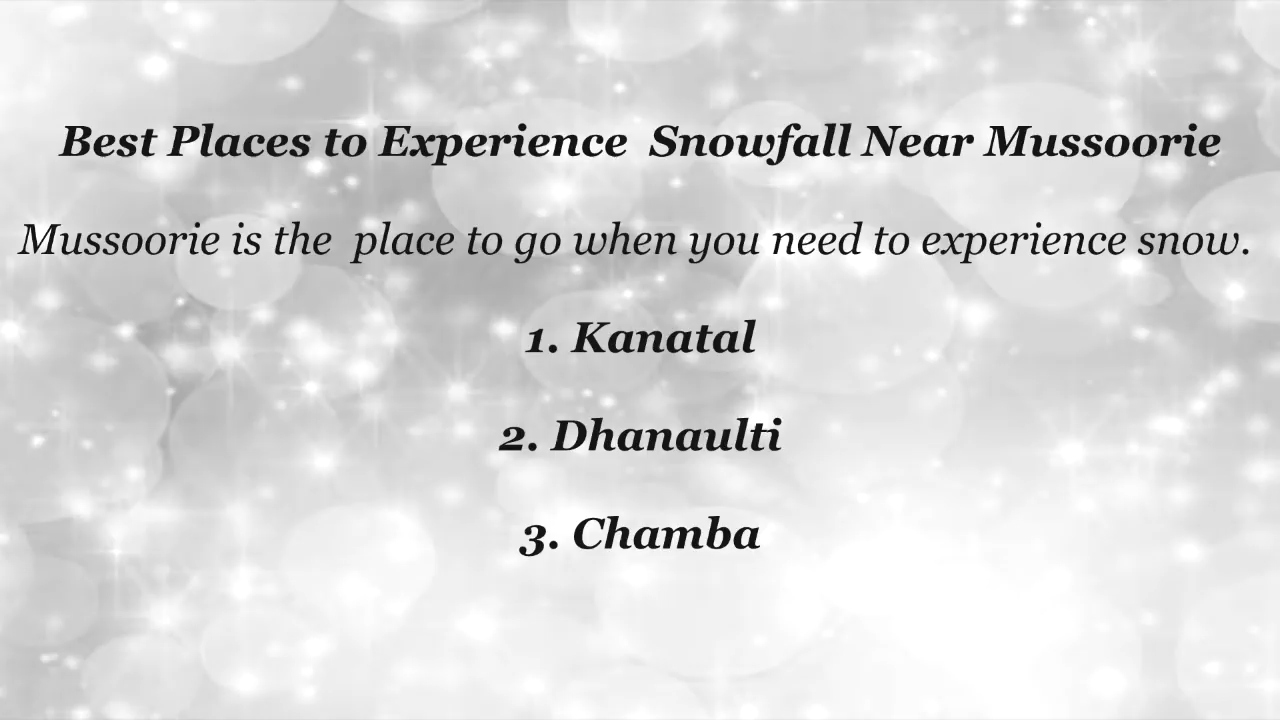 Best Places to Experience  Snowfall Near Mussoorie
Mussoorie is the  place to go when you need to experience snow.
1. Kanatal
2. Dhanaulti
3. Chamba